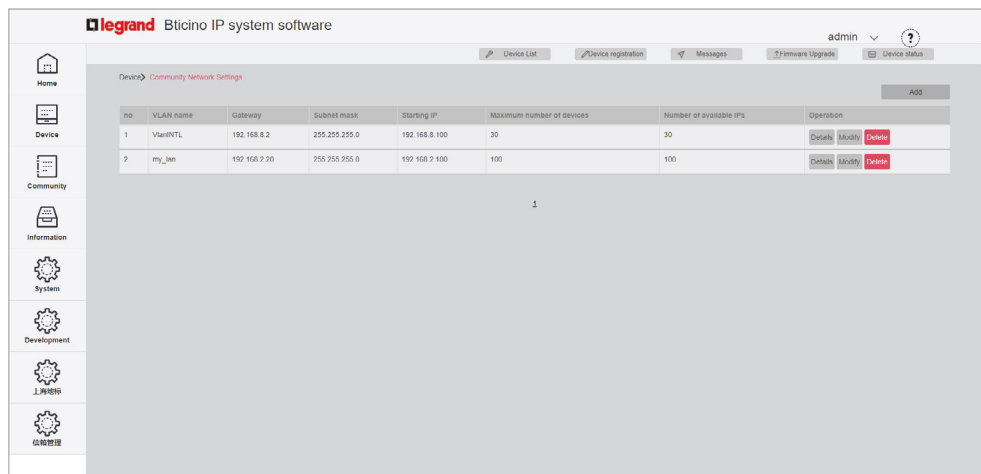 legrand Bticino IP system software
admin ?
Device List Device registration Messages Firmware Upgrade Device status
Home
Device> Community Network Settings
Add
no VLAN name Gateway Subnet mask Starting IP Maximum number of devices Number of available IPs Operation
1 VlanINTL 192.168.8.2 255.255.255.0 192.168.8.100 30 30 Details Modify Delete
2 my_lan 192.168.2.20 255.255.255.0 192.168.2.100 100 100 Details Modify Delete
1
Device
Community
Information
System
Development
上海地标
信箱管理